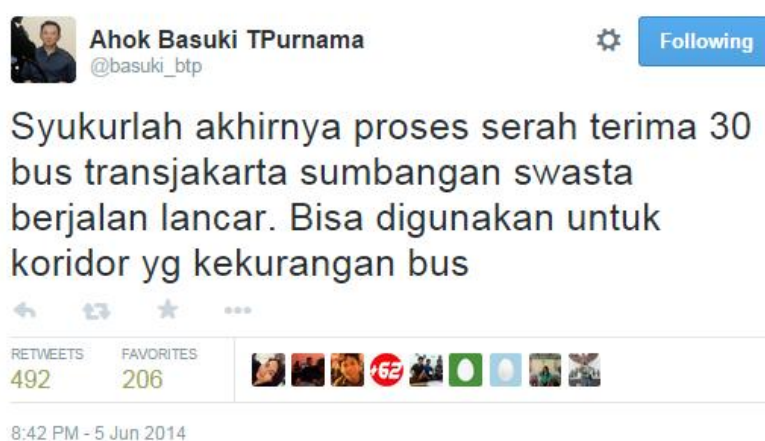 Ahok Basuki TPurnama
Following
@basuki_btp
Syukurlah akhirnya proses serah terima 30
bus transjakarta sumbangan swasta
berjalan lancar. Bisa digunakan untuk
koridor yg kekurangan bus
RETWEETS FAVORITES
492 206
+62
8:42 PM - 5 Jun 2014